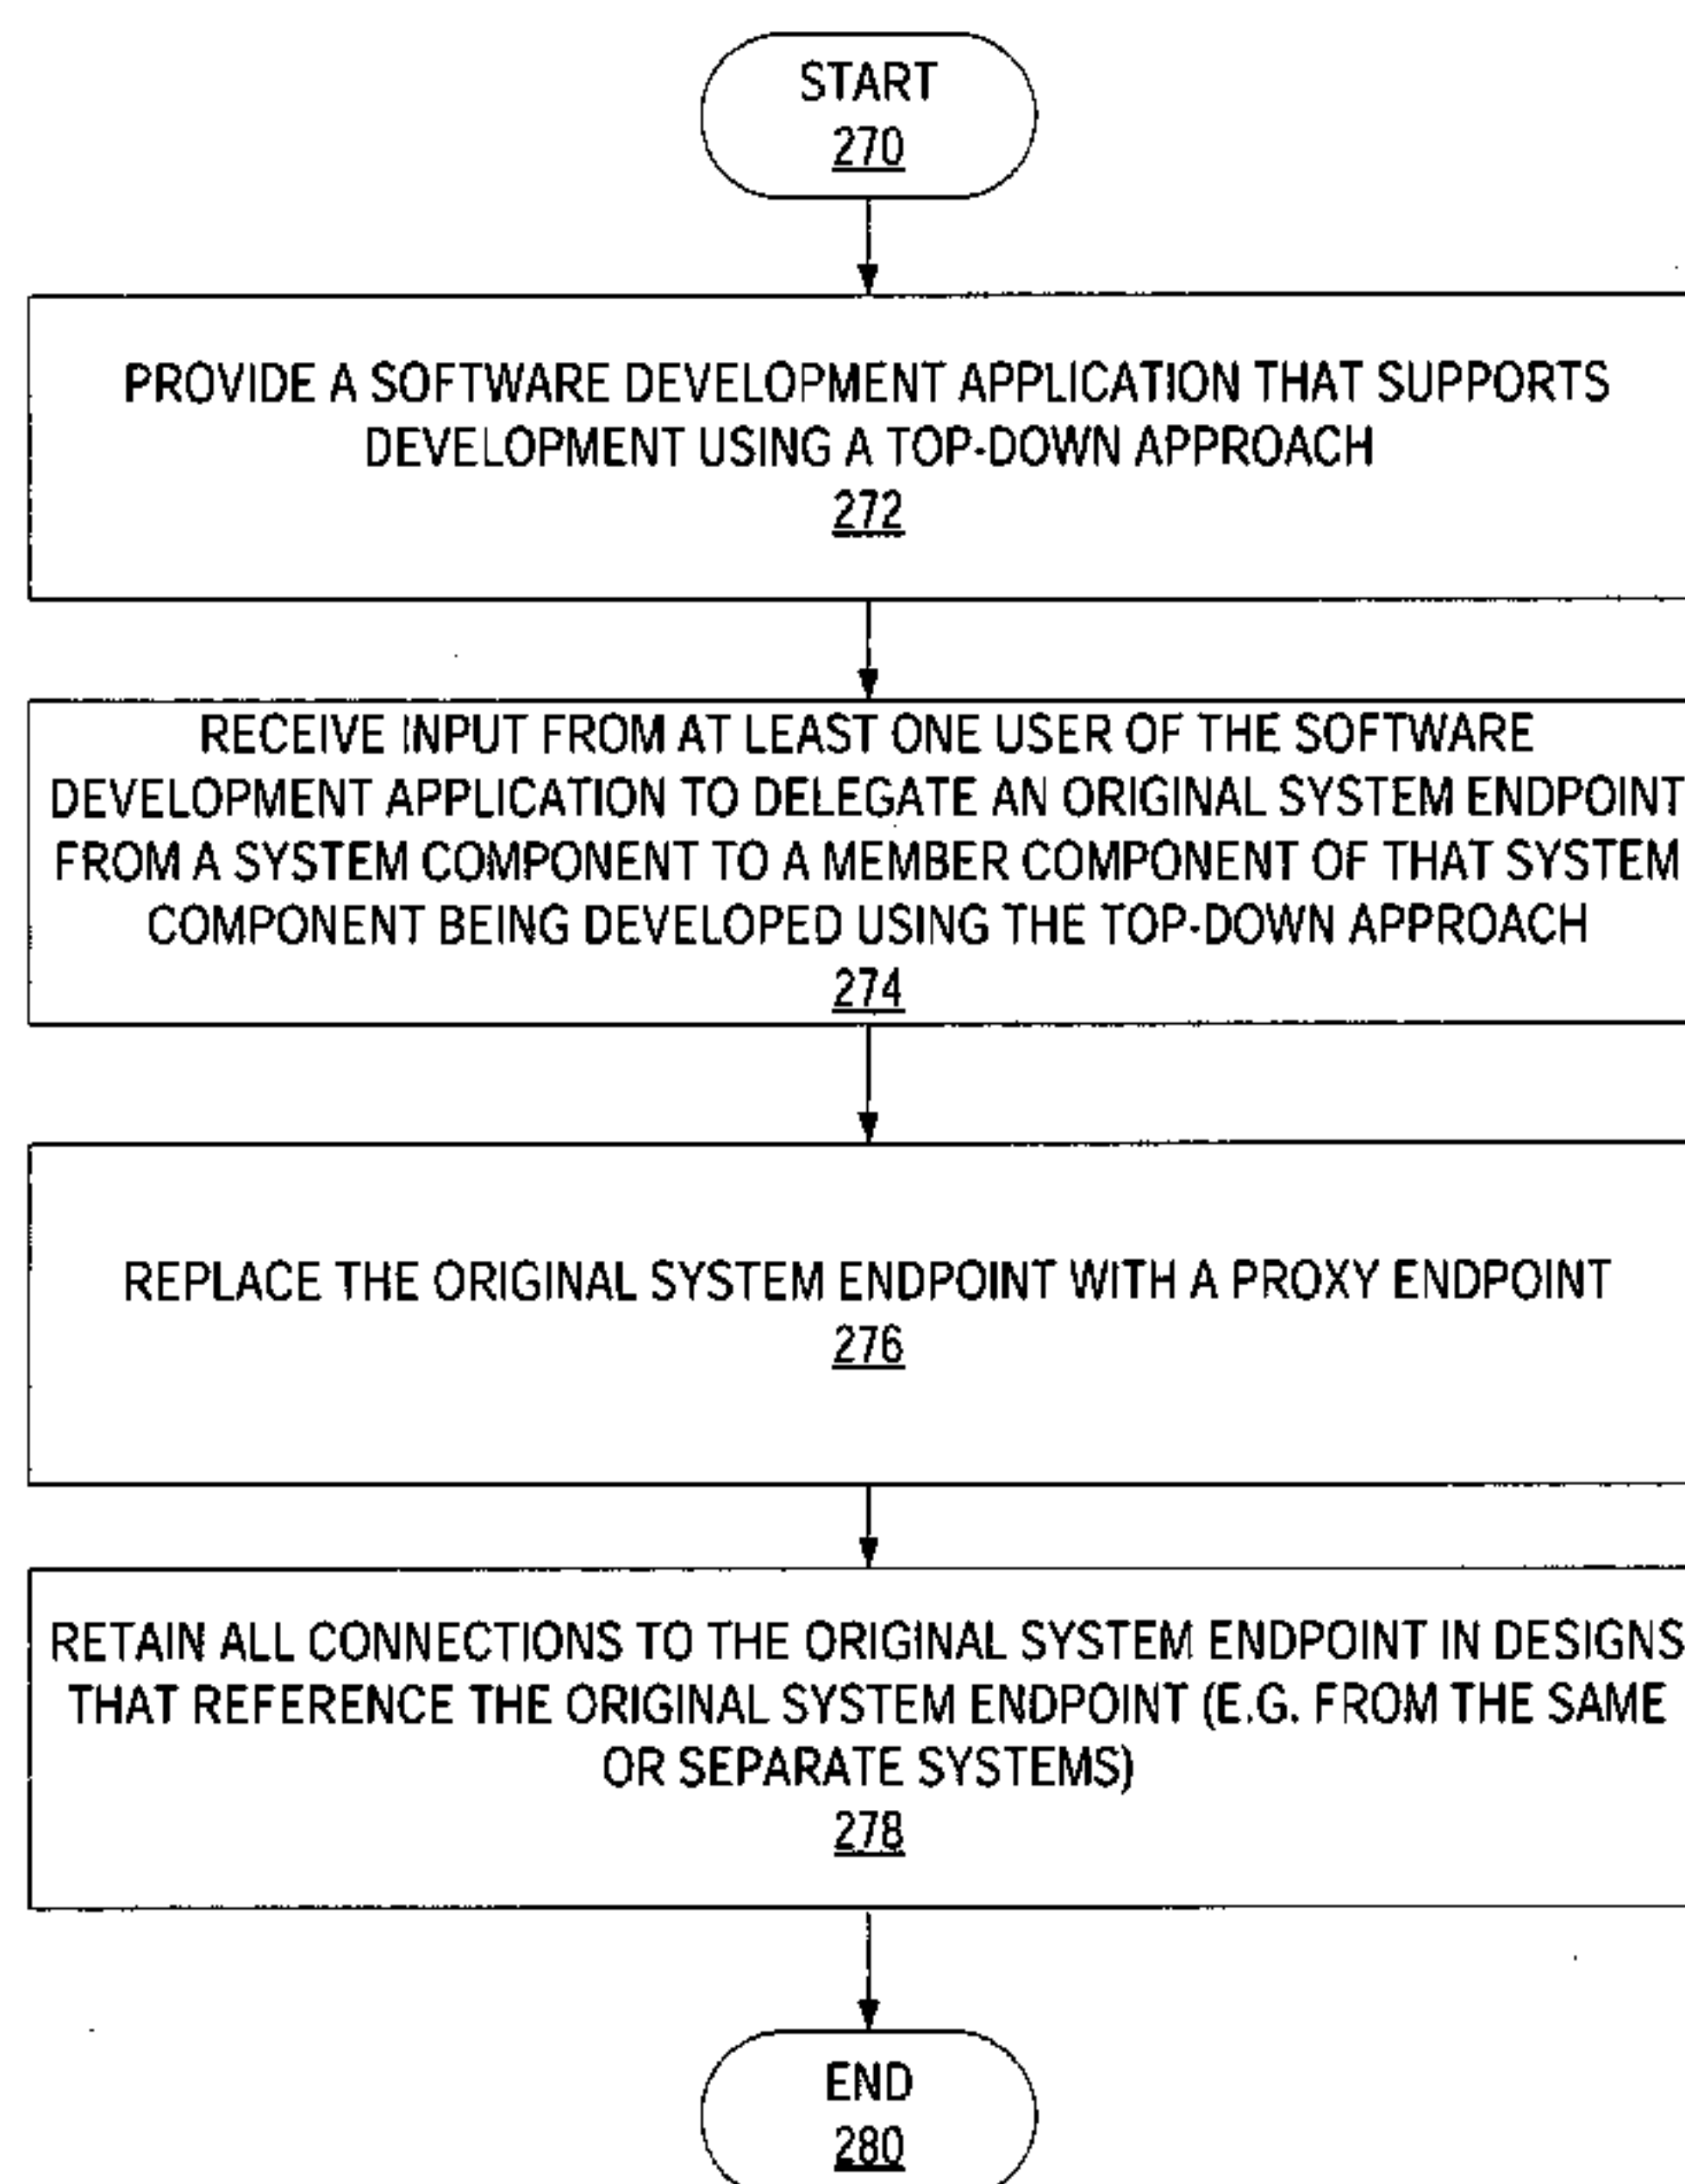 START
270
PROVIDE A SOFTWARE DEVELOPMENT APPLICATION THAT SUPPORTS
DEVELOPMENT USING A TOP-DOWN APPROACH
272
RECEIVE INPUT FROM AT LEAST ONE USER OF THE SOFTWARE
DEVELOPMENT APPLICATION TO DELEGATE AN ORIGINAL SYSTEM ENDPOINT
FROM A SYSTEM COMPONENT TO A MEMBER COMPONENT OF THAT SYSTEM
COMPONENT BEING DEVELOPED USING THE TOP-DOWN APPROACH
274
REPLACE THE ORIGINAL SYSTEM ENDPOINT WITH A PROXY ENDPOINT
276
RETAIN ALL CONNECTIONS TO THE ORIGINAL SYSTEM ENDPOINT IN DESIGNS
THAT REFERENCE THE ORIGINAL SYSTEM ENDPOINT (E.G. FROM THE SAME
OR SEPARATE SYSTEMS)
278
END
280